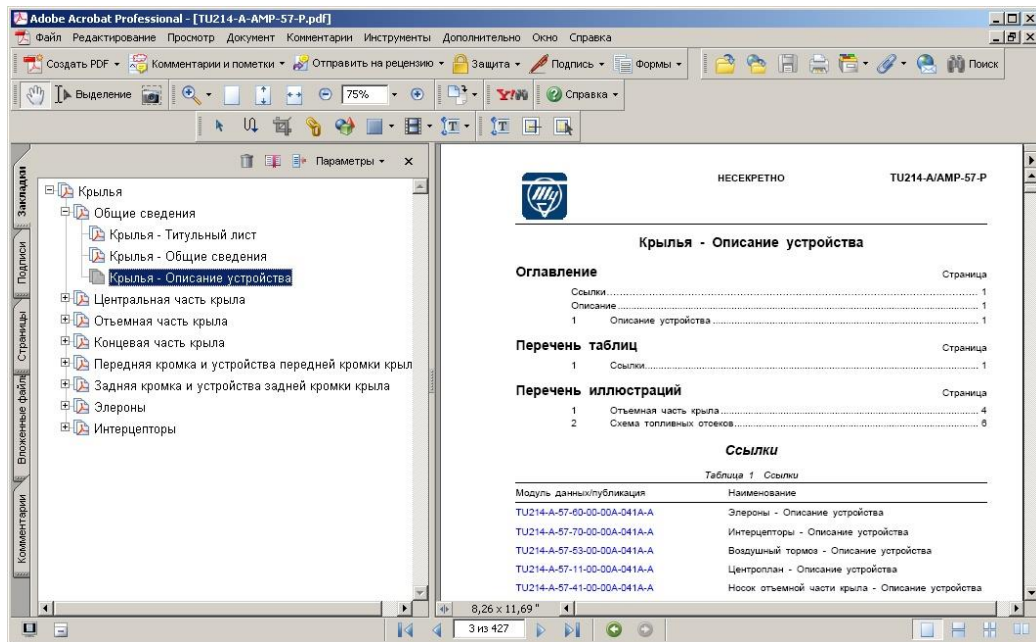 Adobe Acrobat Professional - [TU214-A-AMP-57-P.pdf]
Файл Редактирование Просмотр Документ Комментарии Инструменты Дополнительно Окно Справка
Создать PDF Комментарии и пометки Отправить на рецензию Защита Подпись Формы Поиск
Выделение 75% Y! Справка
Параметры
Закладки
Подписи
Страницы
Вложенные файлы
Комментарии
Крылья
Общие сведения
Крылья - Титульный лист
Крылья - Общие сведения
Крылья - Описание устройства
Центральная часть крыла
Отъемная часть крыла
Концевая часть крыла
Передняя кромка и устройства передней кромки крыл
Задняя кромка и устройства задней кромки крыла
Элероны
Интерцепторы
Ту
НЕСЕКРЕТНО TU214-A/AMP-57-P
Крылья - Описание устройства
Оглавление Страница
Ссылки 1
Описание 1
1 Описание устройства 1
Перечень таблиц Страница
1 Ссылки 1
Перечень иллюстраций Страница
1 Отъемная часть крыла 4
2 Схема топливных отсеков 6
Ссылки
Таблица 1 Ссылки
Модуль данных/публикация Наименование
TU214-A-57-60-00-00A-041A-A Элероны - Описание устройства
TU214-A-57-70-00-00A-041A-A Интерцепторы - Описание устройства
TU214-A-57-53-00-00A-041A-A Воздушный тормоз - Описание устройства
TU214-A-57-11-00-00A-041A-A Центроплан - Описание устройства
TU214-A-57-41-00-00A-041A-A Носок отъемной части крыла - Описание устройства
8,26 x 11,69 "
3 из 427